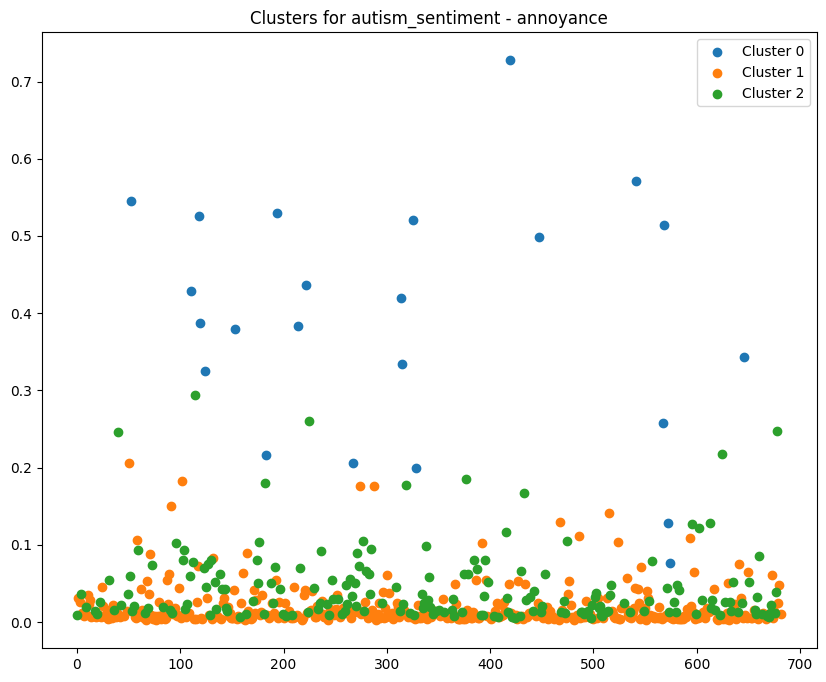 Clusters for autism_sentiment - annoyance
Cluster 0
Cluster 1
Cluster 2
0.7
0.6
0.5
0.4
0.3
0.2
0.1
0.0
0 100 200 300 400 500 600 700